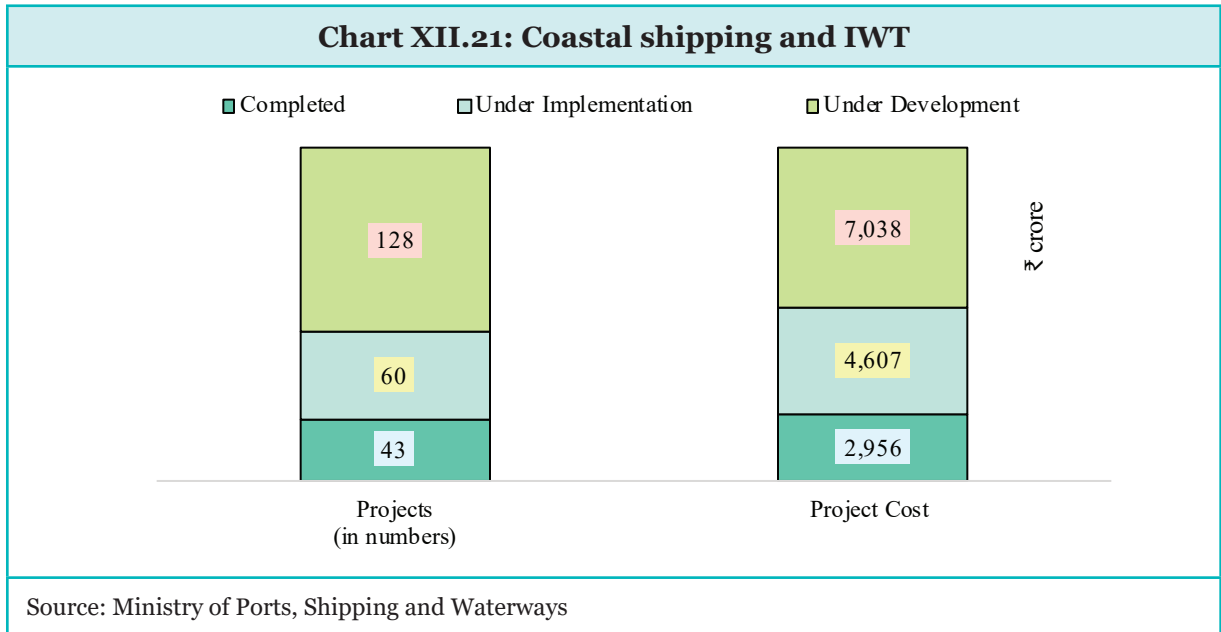 Chart XII.21: Coastal shipping and IWT
Completed
Under Implementation
Under Development
128
60
43
7,038
4,607
2,956
₹ crore
Projects
(in numbers)
Project Cost
Source: Ministry of Ports, Shipping and Waterways